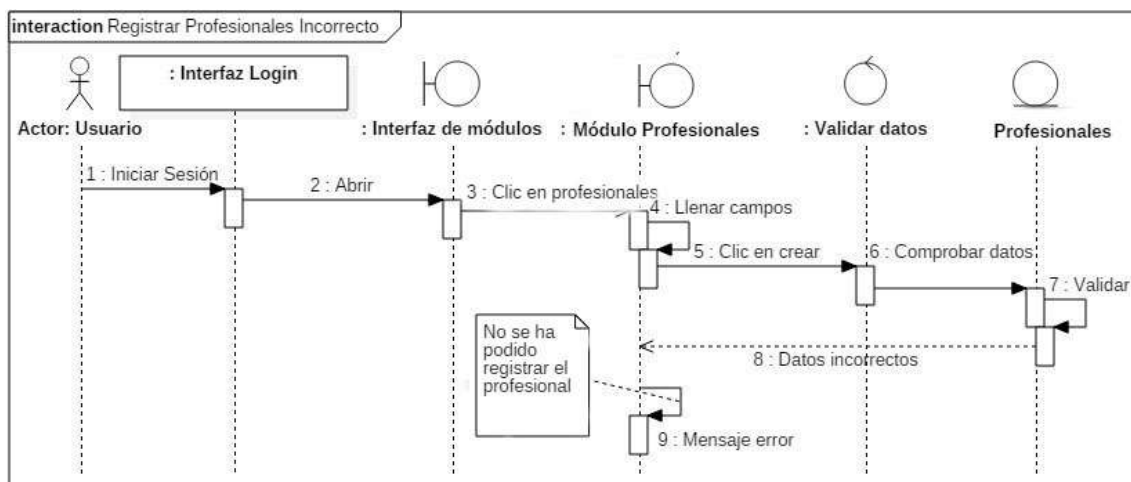 interaction Registrar Profesionales Incorrecto
: Interfaz Login
Actor: Usuario
: Interfaz de módulos
: Módulo Profesionales
: Validar datos
Profesionales
1 : Iniciar Sesión
2 : Abrir
3 : Clic en profesionales
4 : Llenar campos
5 : Clic en crear
6 : Comprobar datos
7 : Validar
8 : Datos incorrectos
No se ha
podido
registrar el
profesional
9 : Mensaje error